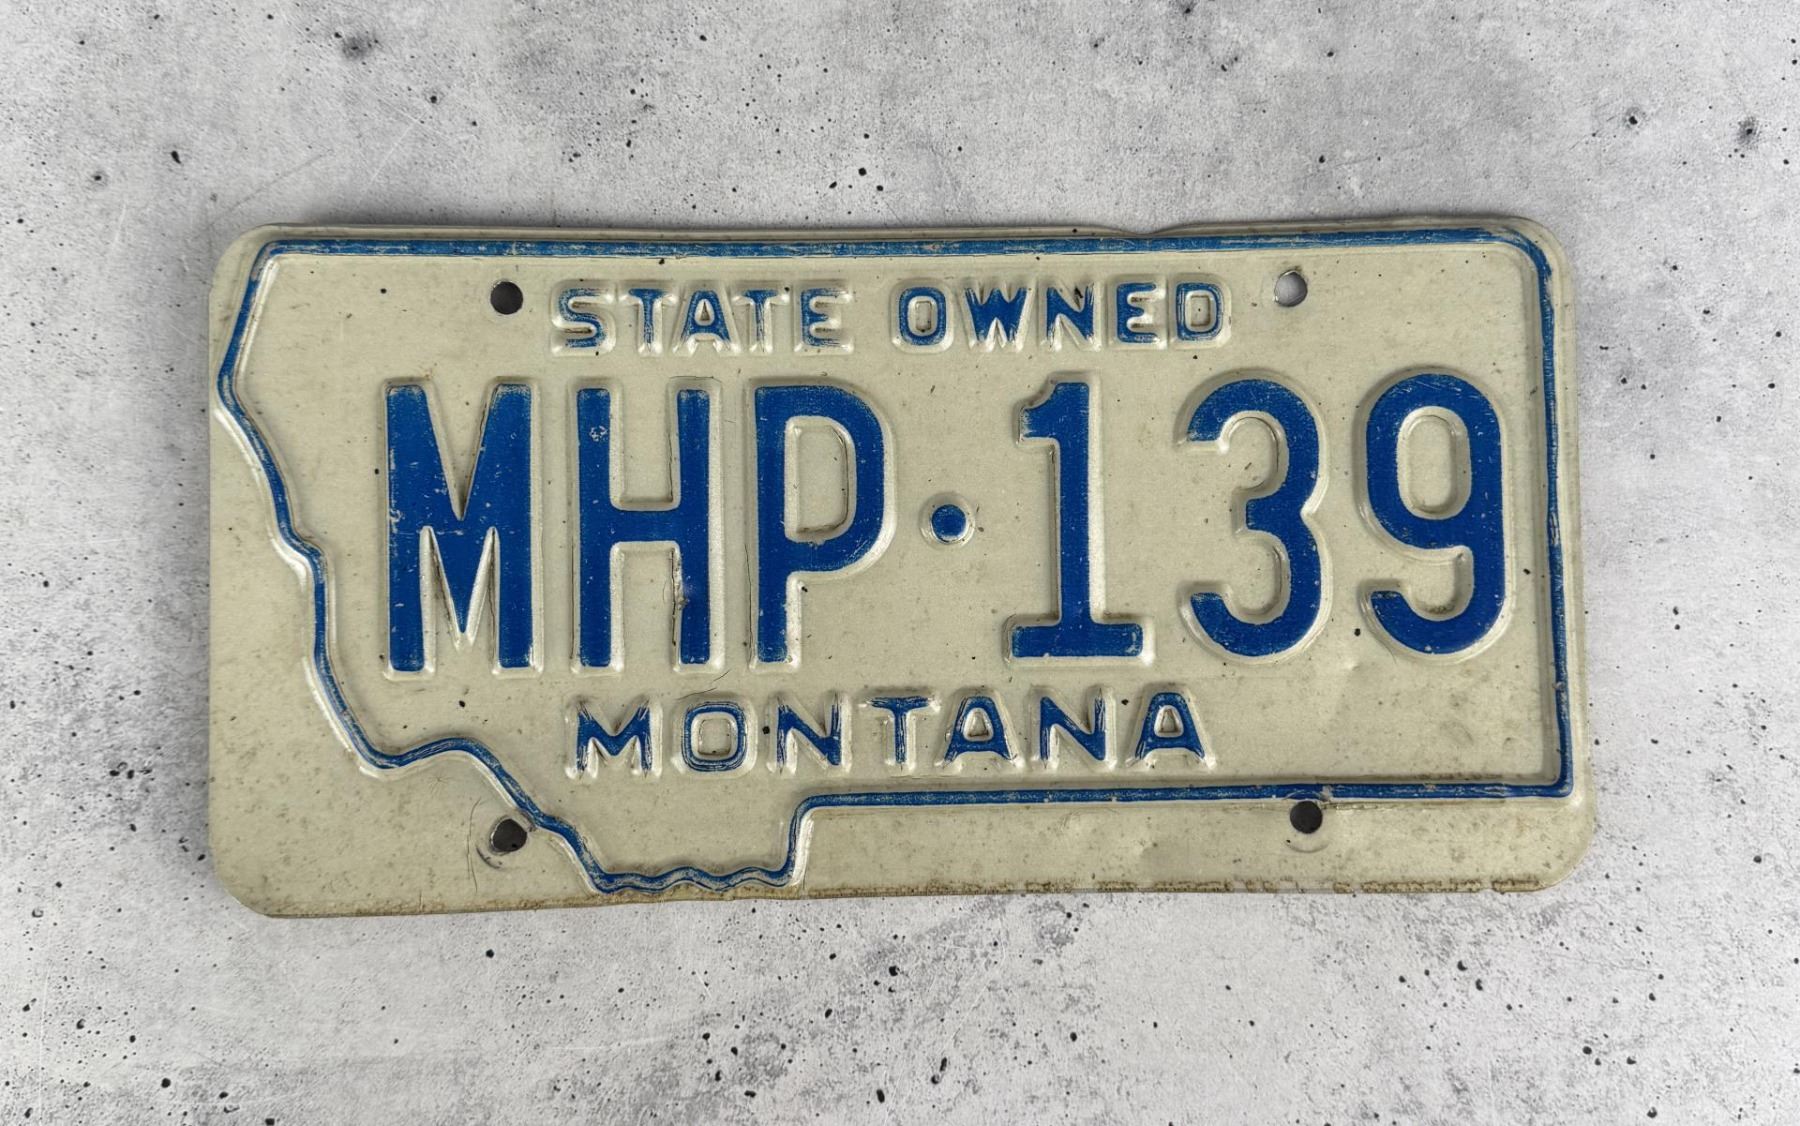 STATE OWNED
MHP·139
MONTANA